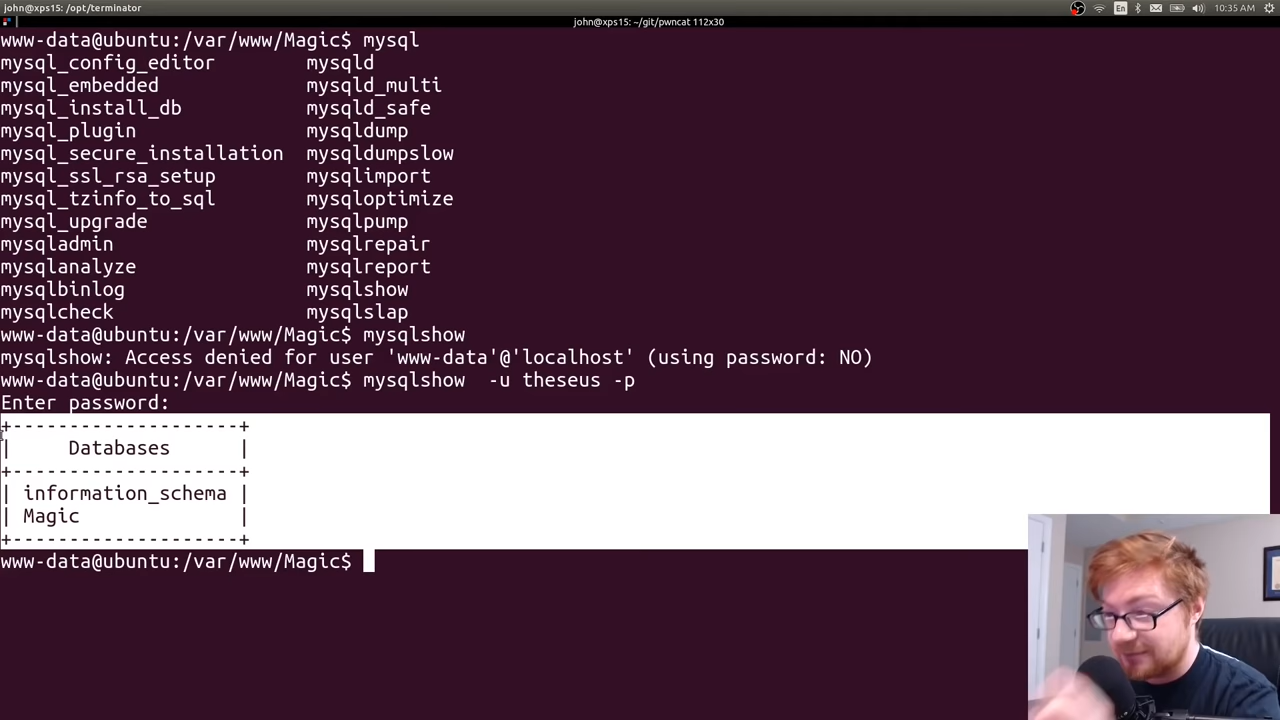 john@xps15: /opt/terminator
En
10:35 AM
john@xps15: ~/git/pwncat 112x30
www-data@ubuntu:/var/www/Magic$ mysql
mysql_config_editor mysqld
mysql_embedded mysqld_multi
mysql_install_db mysqld_safe
mysql_plugin mysqldump
mysql_secure_installation mysqldumpslow
mysql_ssl_rsa_setup mysqlimport
mysql_tzinfo_to_sql mysqloptimize
mysql_upgrade mysqlpump
mysqladmin mysqlrepair
mysqlanalyze mysqlreport
mysqlbinlog mysqlshow
mysqlcheck mysqlslap
www-data@ubuntu:/var/www/Magic$ mysqlshow
mysqlshow: Access denied for user 'www-data'@'localhost' (using password: NO)
www-data@ubuntu:/var/www/Magic$ mysqlshow  -u theseus -p
Enter password:
+--------------------+
|     Databases      |
+--------------------+
| information_schema |
| Magic              |
+--------------------+
www-data@ubuntu:/var/www/Magic$